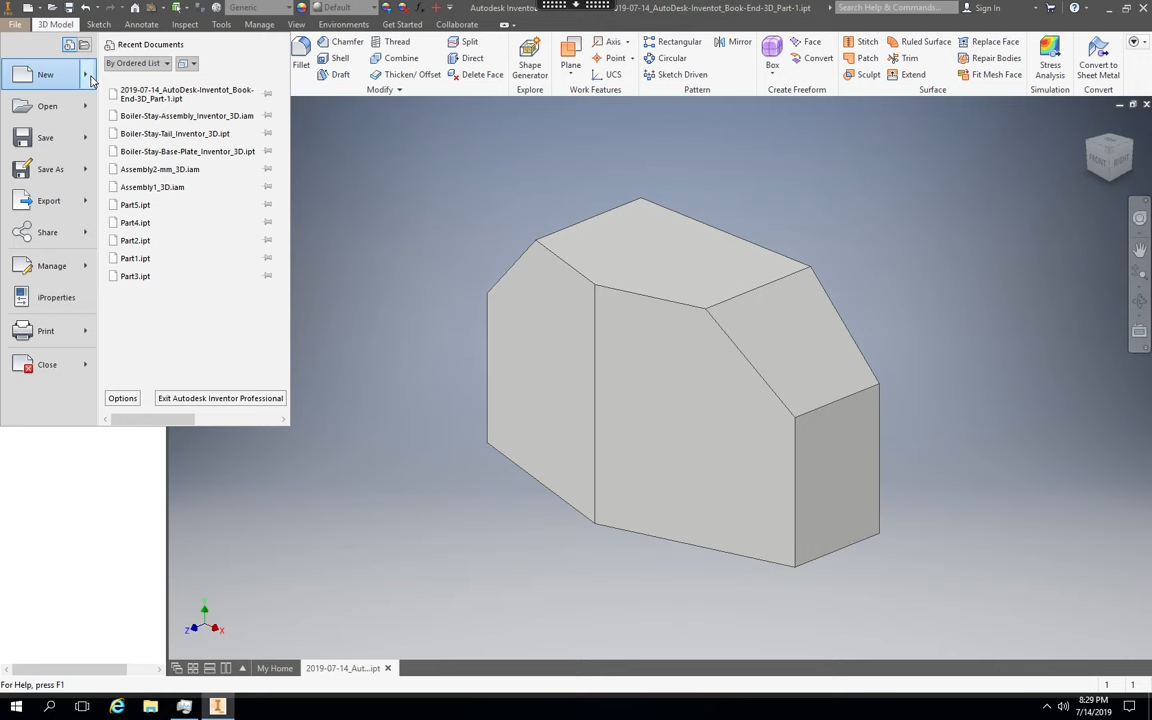 Generic
Default
Autodesk Inventor
19-07-14_AutoDesk-Inventot_Book-End-3D_Part-1.ipt
Search Help & Commands...
Sign In
File
3D Model
Sketch
Annotate
Inspect
Tools
Manage
View
Environments
Get Started
Collaborate
Fillet
Chamfer
Shell
Draft
Thread
Combine
Thicken/ Offset
Split
Direct
Delete Face
Modify
Shape Generator
Explore
Plane
Axis
Point
UCS
Work Features
Rectangular
Circular
Sketch Driven
Mirror
Pattern
Box
Face
Convert
Create Freeform
Stitch
Patch
Sculpt
Ruled Surface
Trim
Extend
Replace Face
Repair Bodies
Fit Mesh Face
Surface
Stress Analysis
Simulation
Convert to Sheet Metal
Convert
New
Open
Save
Save As
Export
Share
Manage
iProperties
Print
Close
Recent Documents
By Ordered List
2019-07-14_AutoDesk-Inventot_Book-
End-3D_Part-1.ipt
Boiler-Stay-Assembly_Inventor_3D.iam
Boiler-Stay-Tail_Inventor_3D.ipt
Boiler-Stay-Base-Plate_Inventor_3D.ipt
Assembly2-mm_3D.iam
Assembly1_3D.iam
Part5.ipt
Part4.ipt
Part2.ipt
Part1.ipt
Part3.ipt
Options
Exit Autodesk Inventor Professional
FRONT
RIGHT
Y
Z
X
My Home
2019-07-14_Aut...ipt
For Help, press F1
1
1
8:29 PM
7/14/2019